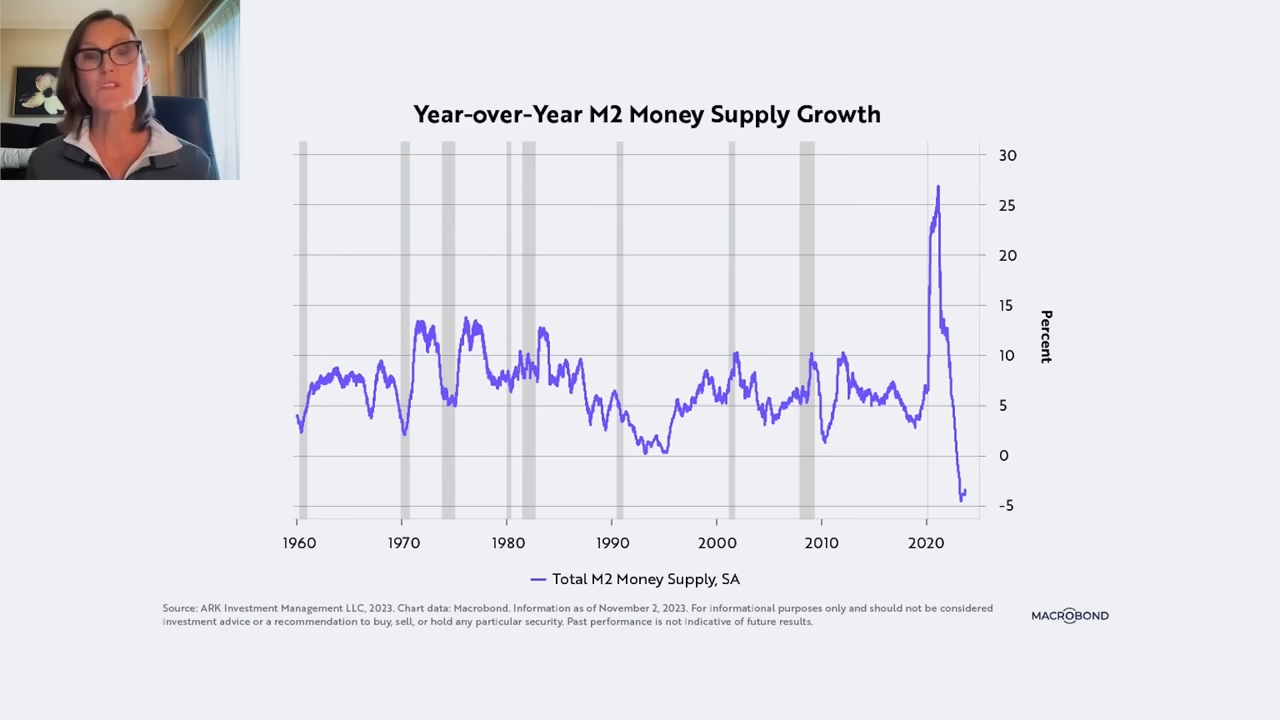 Year-over-Year M2 Money Supply Growth
30
25
20
15
10
5
0
-5
Percent
1960 1970 1980 1990 2000 2010 2020
Total M2 Money Supply, SA
Source: ARK Investment Management LLC, 2023. Chart data: Macrobond. Information as of November 2, 2023. For informational purposes only and should not be considered
investment advice or a recommendation to buy, sell, or hold any particular security. Past performance is not indicative of future results.
MACROBOND